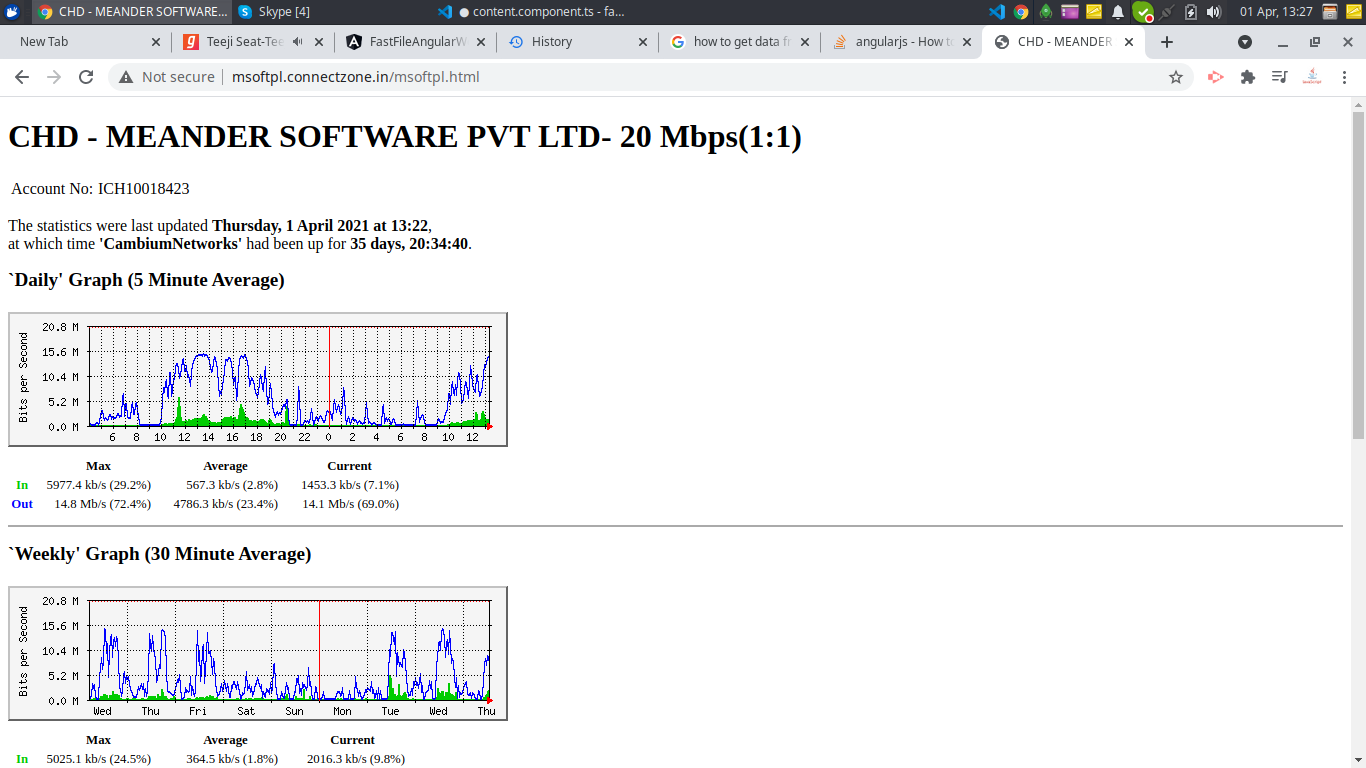 CHD - MEANDER SOFTWARE... Skype [4] ● content.component.ts - fa... 01 Apr, 13:27
New Tab Teeji Seat-Tee FastFileAngularW History how to get data fr angularjs - How to CHD - MEANDER
Not secure msoftpl.connectzone.in/msoftpl.html
CHD - MEANDER SOFTWARE PVT LTD- 20 Mbps(1:1)
Account No: ICH10018423
The statistics were last updated Thursday, 1 April 2021 at 13:22,
at which time 'CambiumNetworks' had been up for 35 days, 20:34:40.
`Daily' Graph (5 Minute Average)
Bits per Second
20.8 M
15.6 M
10.4 M
5.2 M
0.0 M
6 8 10 12 14 16 18 20 22 0 2 4 6 8 10 12
Max Average Current
In 5977.4 kb/s (29.2%) 567.3 kb/s (2.8%) 1453.3 kb/s (7.1%)
Out 14.8 Mb/s (72.4%) 4786.3 kb/s (23.4%) 14.1 Mb/s (69.0%)
`Weekly' Graph (30 Minute Average)
Bits per Second
20.8 M
15.6 M
10.4 M
5.2 M
0.0 M
Wed Thu Fri Sat Sun Mon Tue Wed Thu
Max Average Current
In 5025.1 kb/s (24.5%) 364.5 kb/s (1.8%) 2016.3 kb/s (9.8%)